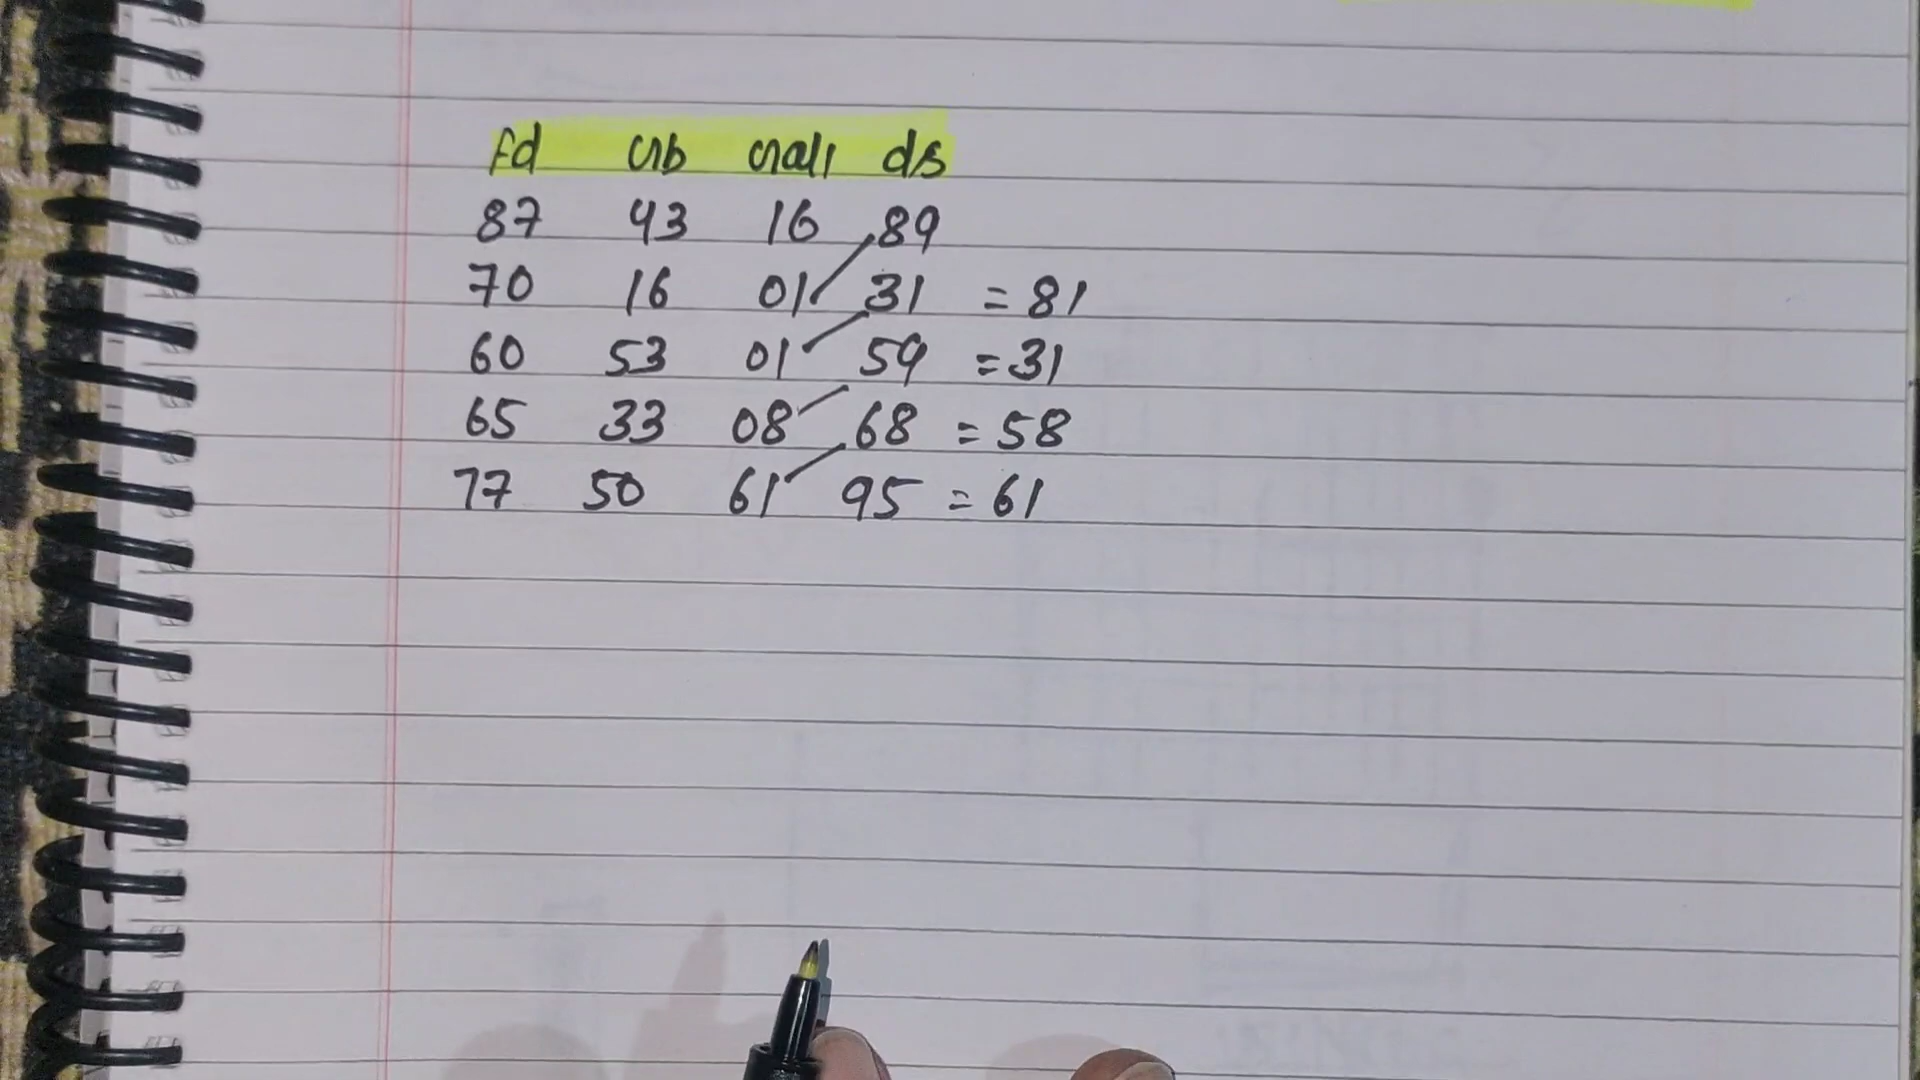 Fd GB Gali ds
87 43 16 89
70 16 01 31 = 81
60 53 01 59 = 31
65 33 08 68 = 58
77 50 61 95 = 61